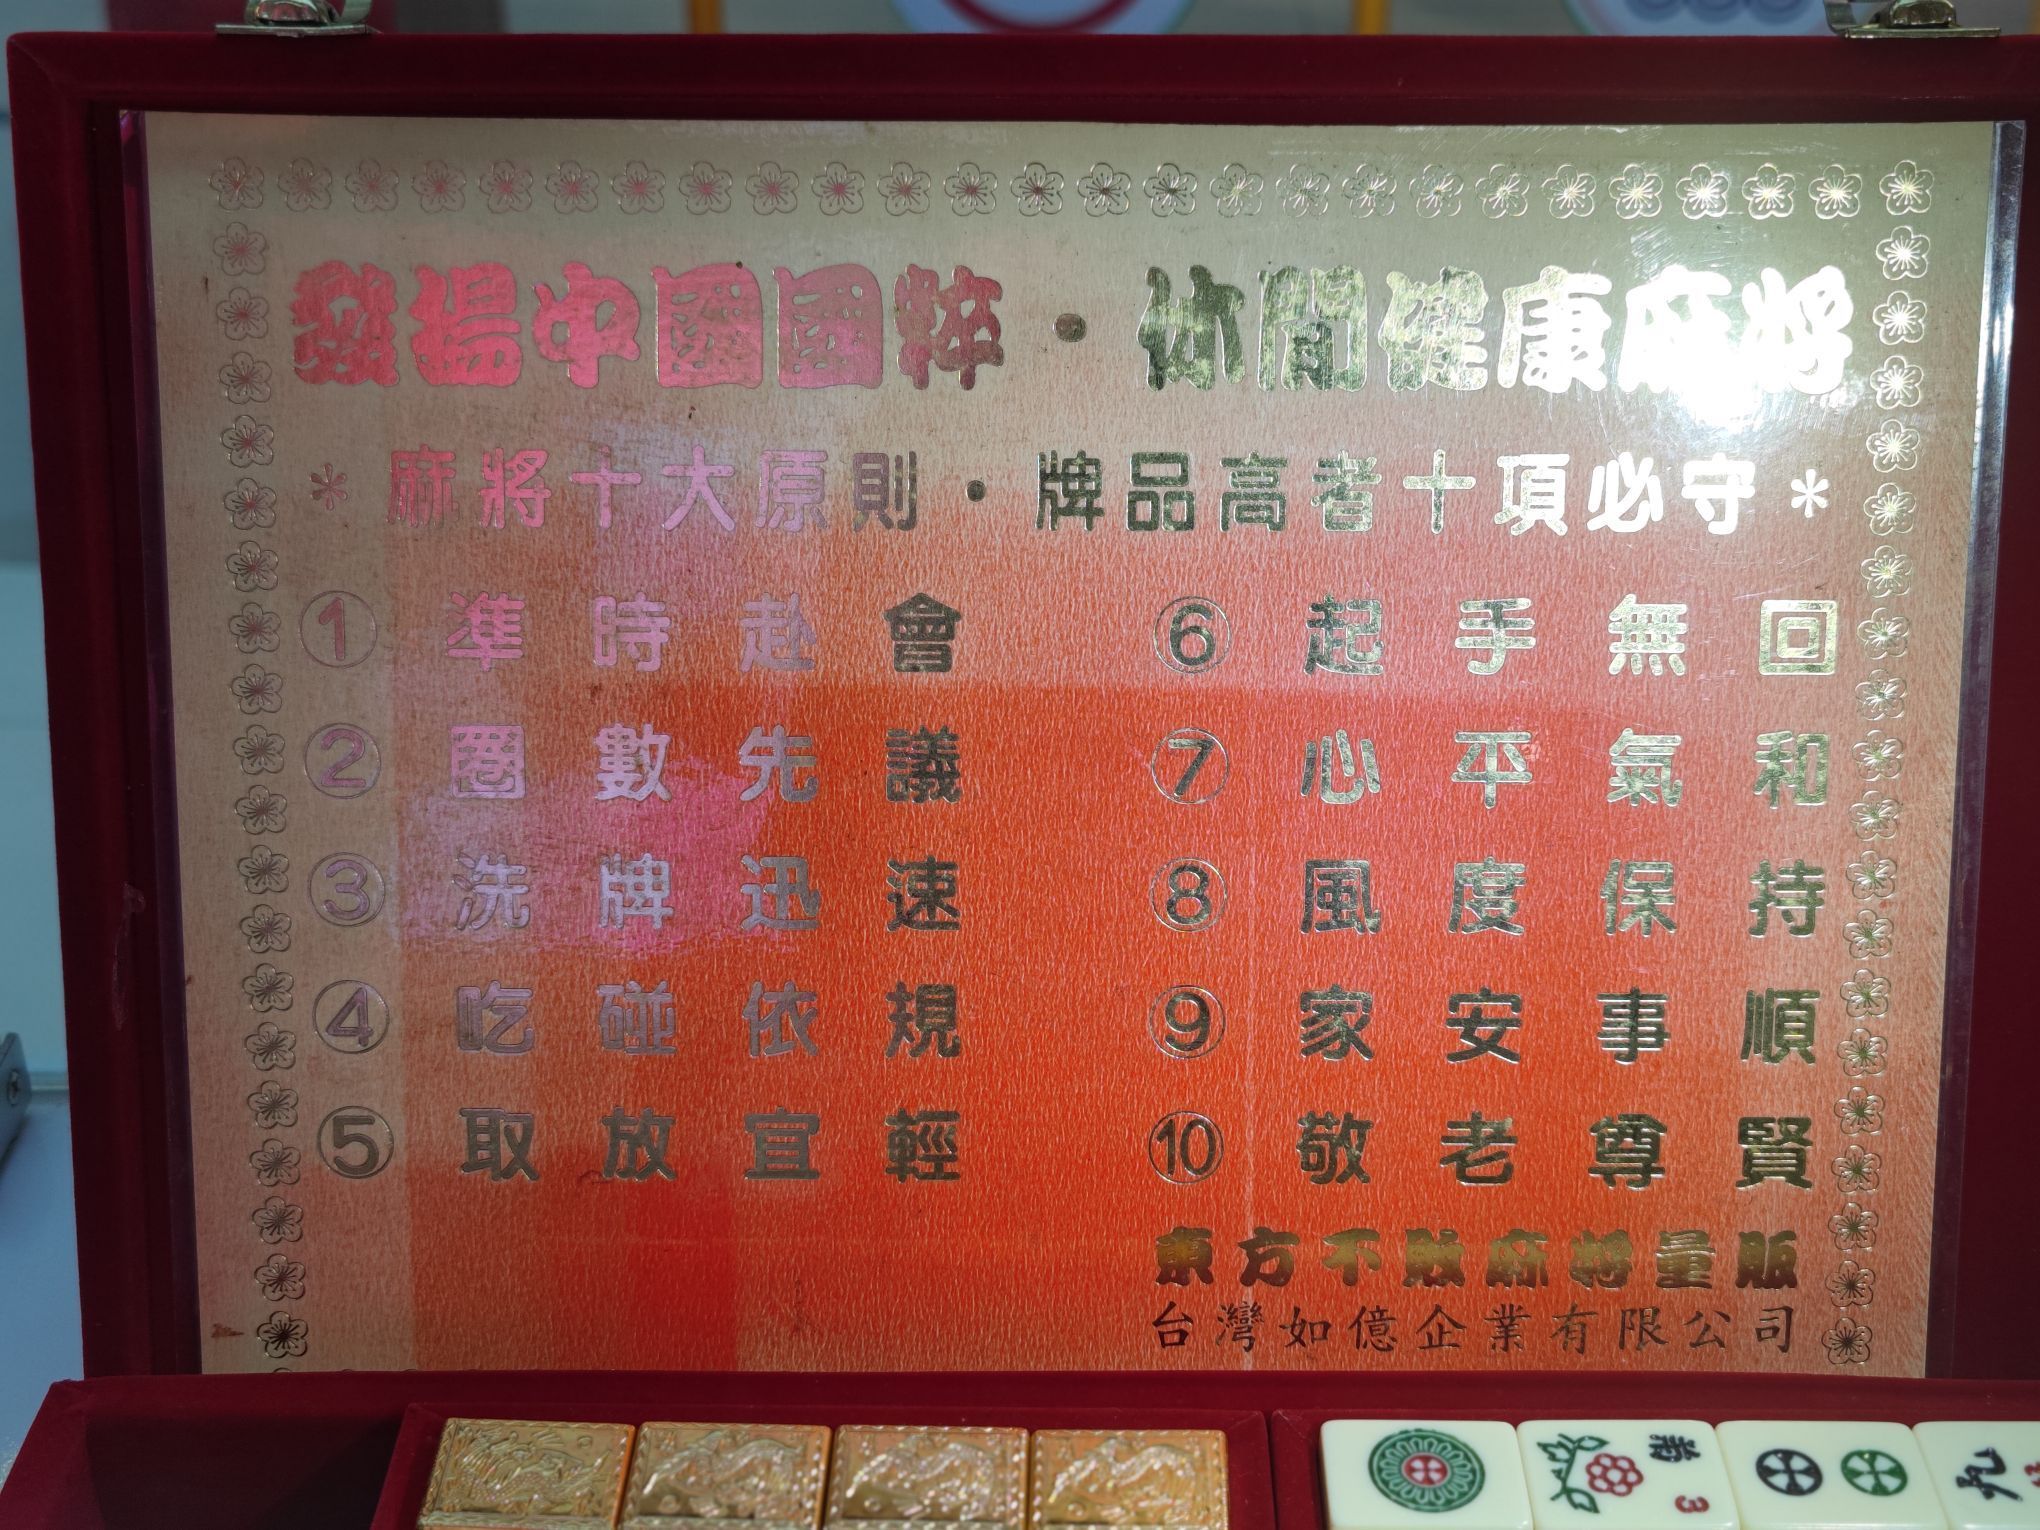 發揚中國國粹・休閒健康麻將
＊麻將十大原則・牌品高者十項必守＊
① 準時赴會
② 圈數先議
③ 洗牌迅速
④ 吃碰依規
⑤ 取放宜輕
⑥ 起手無回
⑦ 心平氣和
⑧ 風度保持
⑨ 家安事順
⑩ 敬老尊賢
東方不敗麻將量販
台灣如億企業有限公司
菊
3